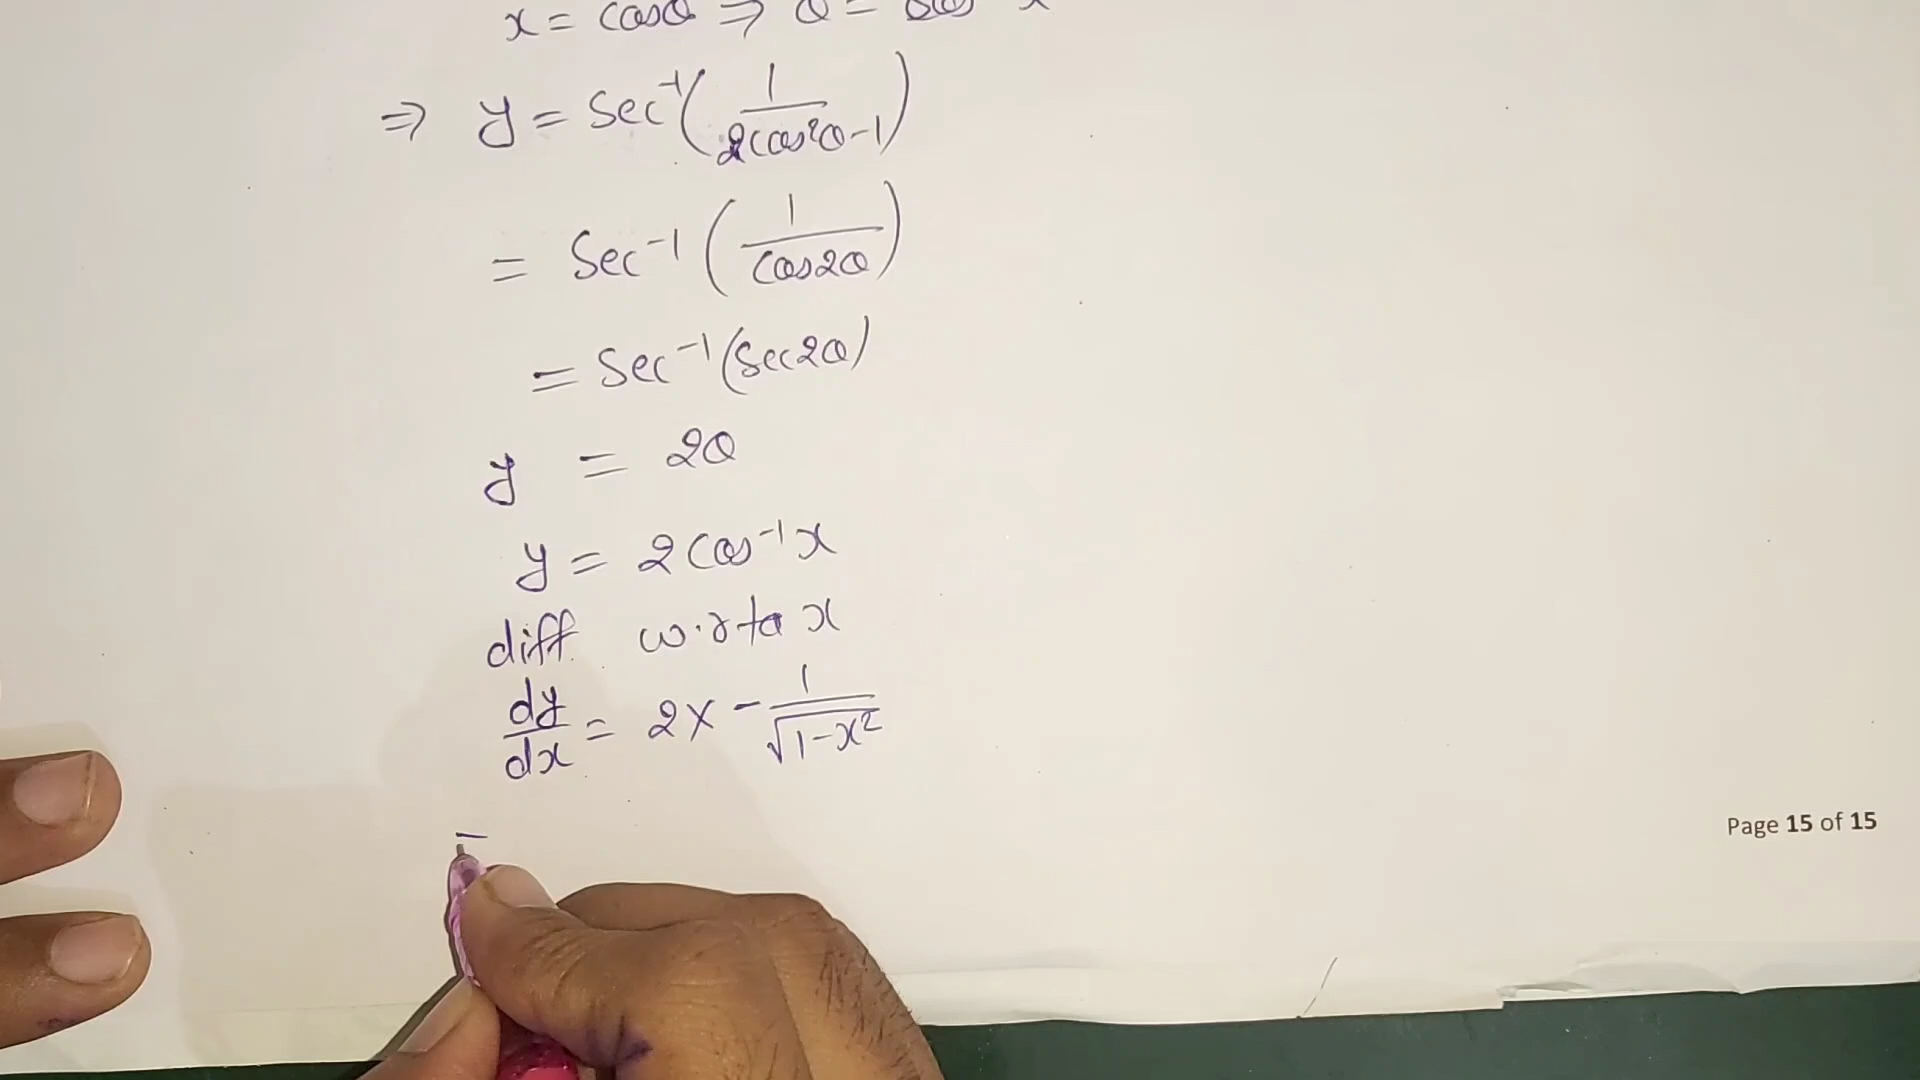 x = cosθ ⇒ θ = cos⁻¹x
⇒ y = Sec⁻¹(1/(2cos²θ-1))
= Sec⁻¹(1/cos2θ)
= Sec⁻¹(Sec2θ)
y = 2θ
y = 2Cos⁻¹x
diff w.r.to x
dy/dx = 2× -1/√(1-x²)
Page 15 of 15